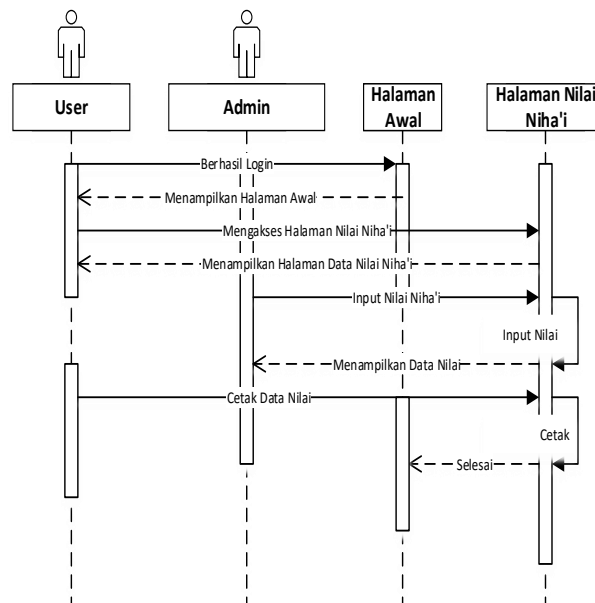 User
Admin
Halaman
Awal
Halaman Nilai
Niha'i
Berhasil Login
Menampilkan Halaman Awal
Mengakses Halaman Nilai Niha'i
Menampilkan Halaman Data Nilai Niha'i
Input Nilai Niha'i
Input Nilai
Menampilkan Data Nilai
Cetak Data Nilai
Cetak
Selesai